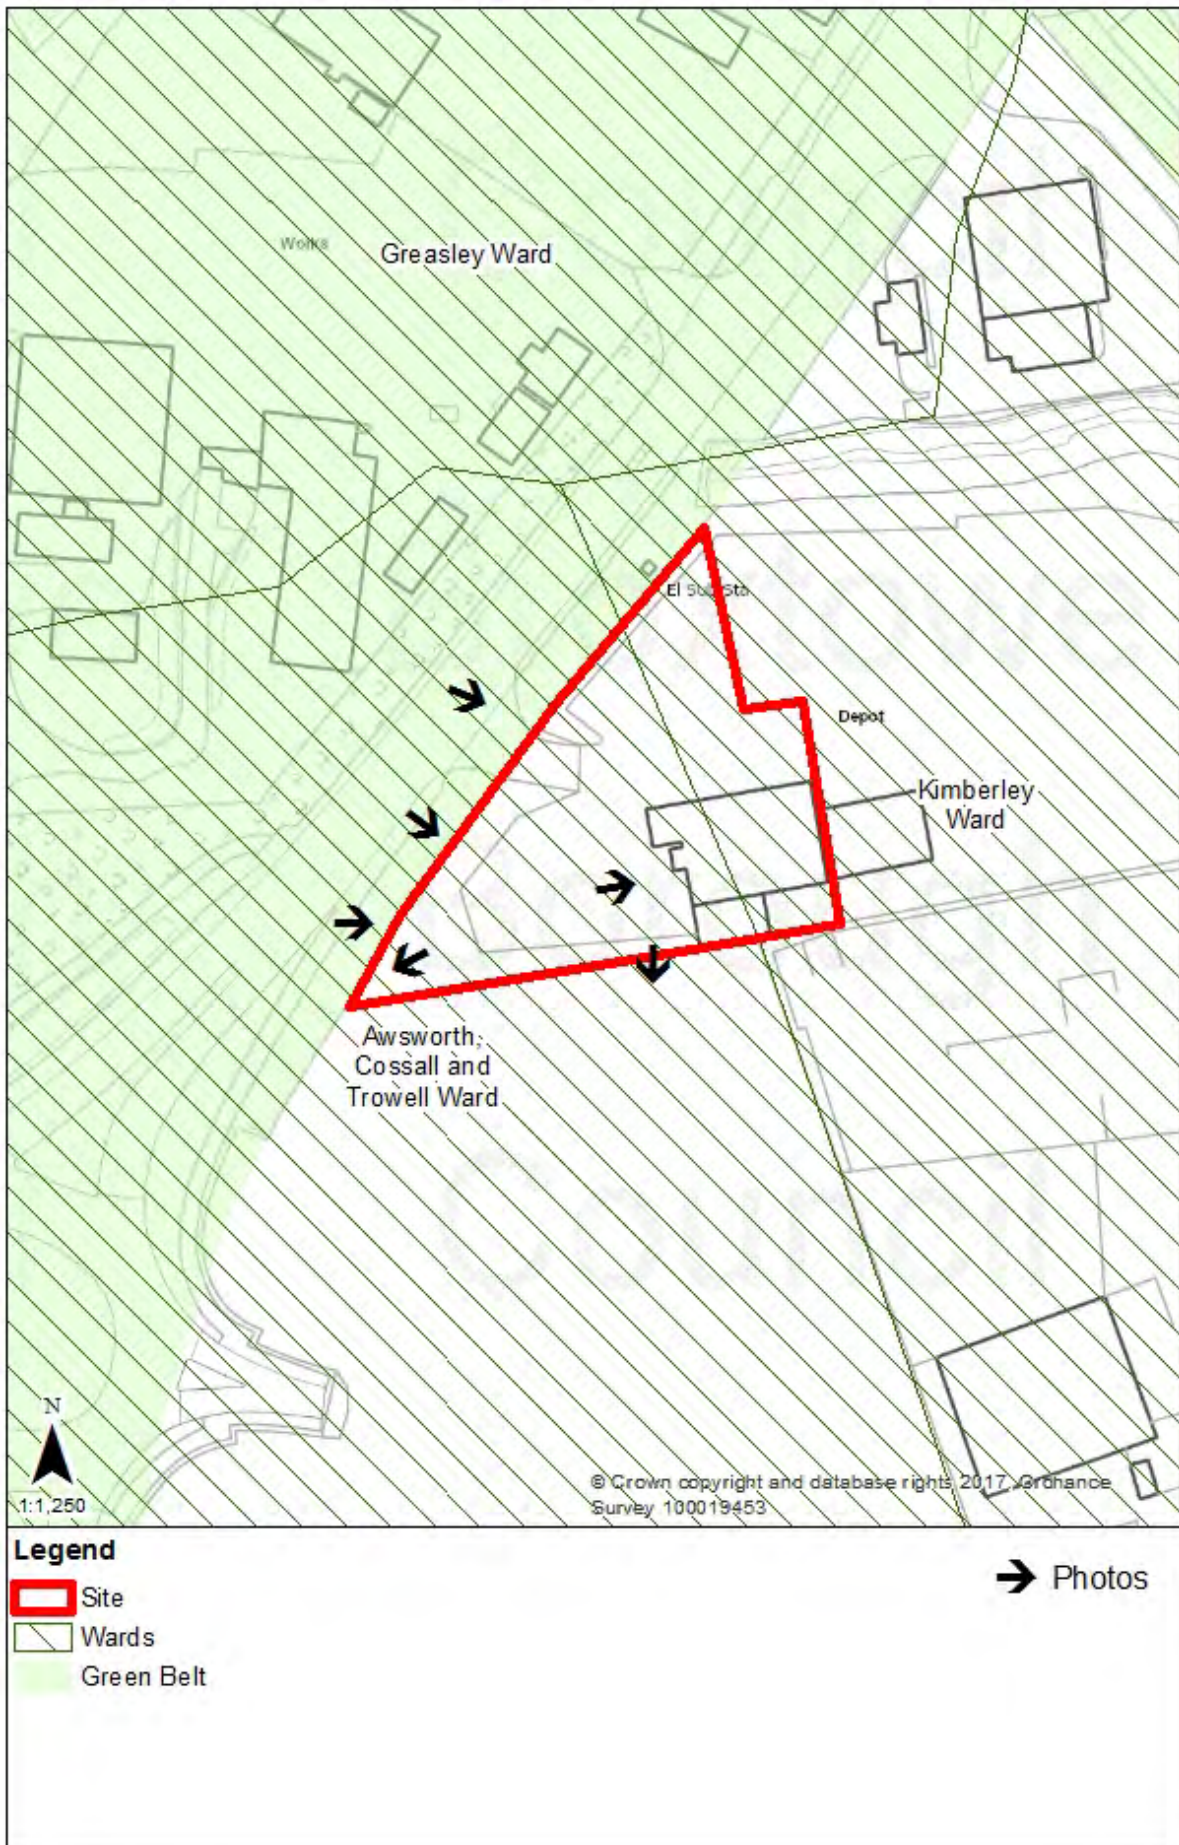 Works
Greasley Ward
El Sub Sta
Depot
Kimberley
Ward
Awsworth,
Cossall and
Trowell Ward
N
1:1,250
© Crown copyright and database rights 2017. Ordnance
Survey 100019453
Legend
Site
Wards
Green Belt
Photos